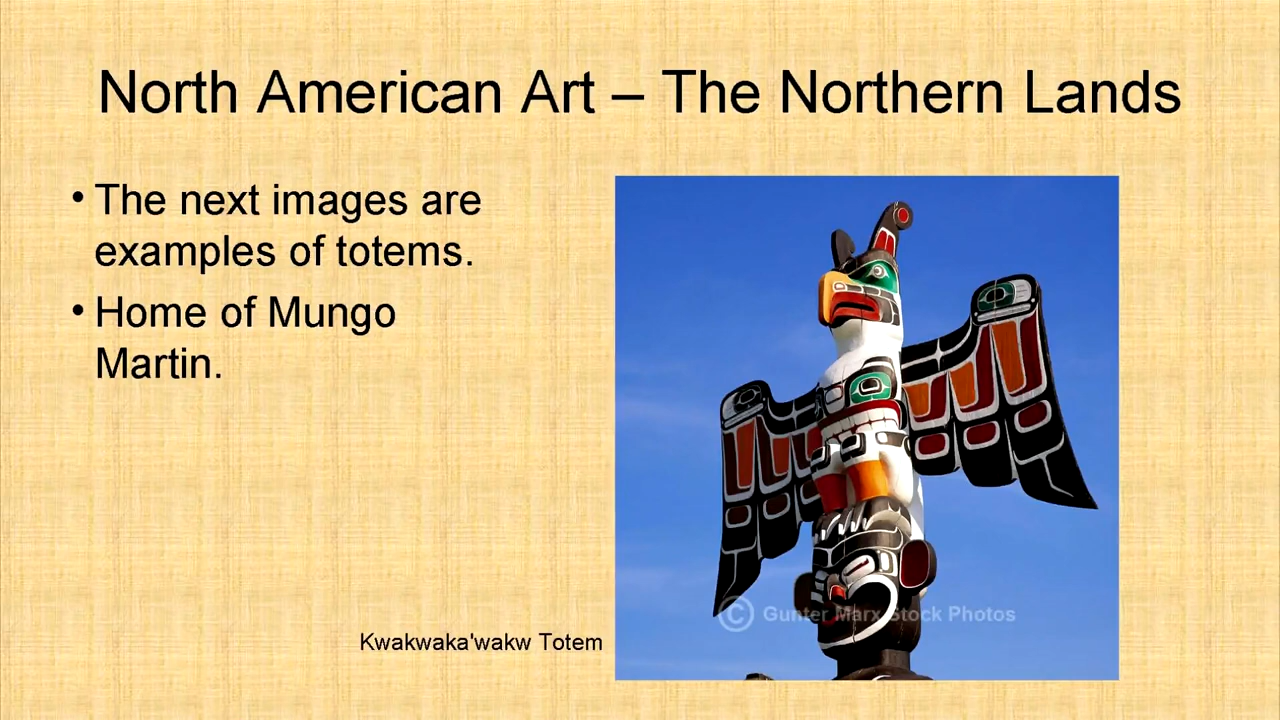 North American Art – The Northern Lands
• The next images are
examples of totems.
• Home of Mungo
Martin.
Kwakwaka'wakw Totem
© Gunter Marx Stock Photos